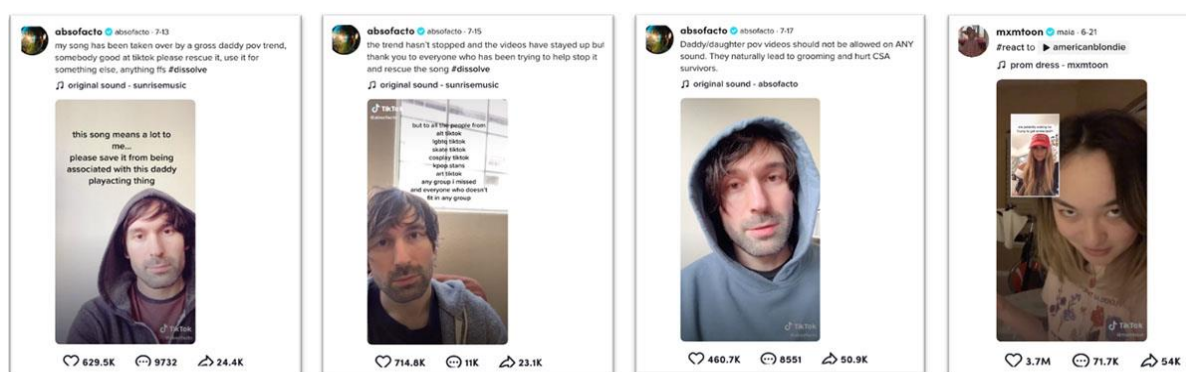 absofacto absofacto · 7-13
my song has been taken over by a gross daddy pov trend,
somebody good at tiktok please rescue it, use it for
something else, anything ffs #dissolve
original sound - sunrisemusic
this song means a lot to
me...
please save it from being
associated with this daddy
playacting thing
TikTok
629.5K 9732 24.4K
absofacto absofacto · 7-15
the trend hasn't stopped and the videos have stayed up but
thank you to everyone who has been trying to help stop it
and rescue the song #dissolve
original sound - sunrisemusic
TikTok
but to all the people from
alt tiktok
lgbtq tiktok
skate tiktok
cosplay tiktok
kpop stans
art tiktok
any group i missed
and everyone who doesn't
fit in any group
714.8K 11K 23.1K
absofacto absofacto · 7-17
Daddy/daughter pov videos should not be allowed on ANY
sound. They naturally lead to grooming and hurt CSA
survivors.
original sound - absofacto
TikTok
460.7K 8551 50.9K
mxmtoon maia · 6-21
#react to americanblondie
prom dress - mxmtoon
TikTok
3.7M 71.7K 54K